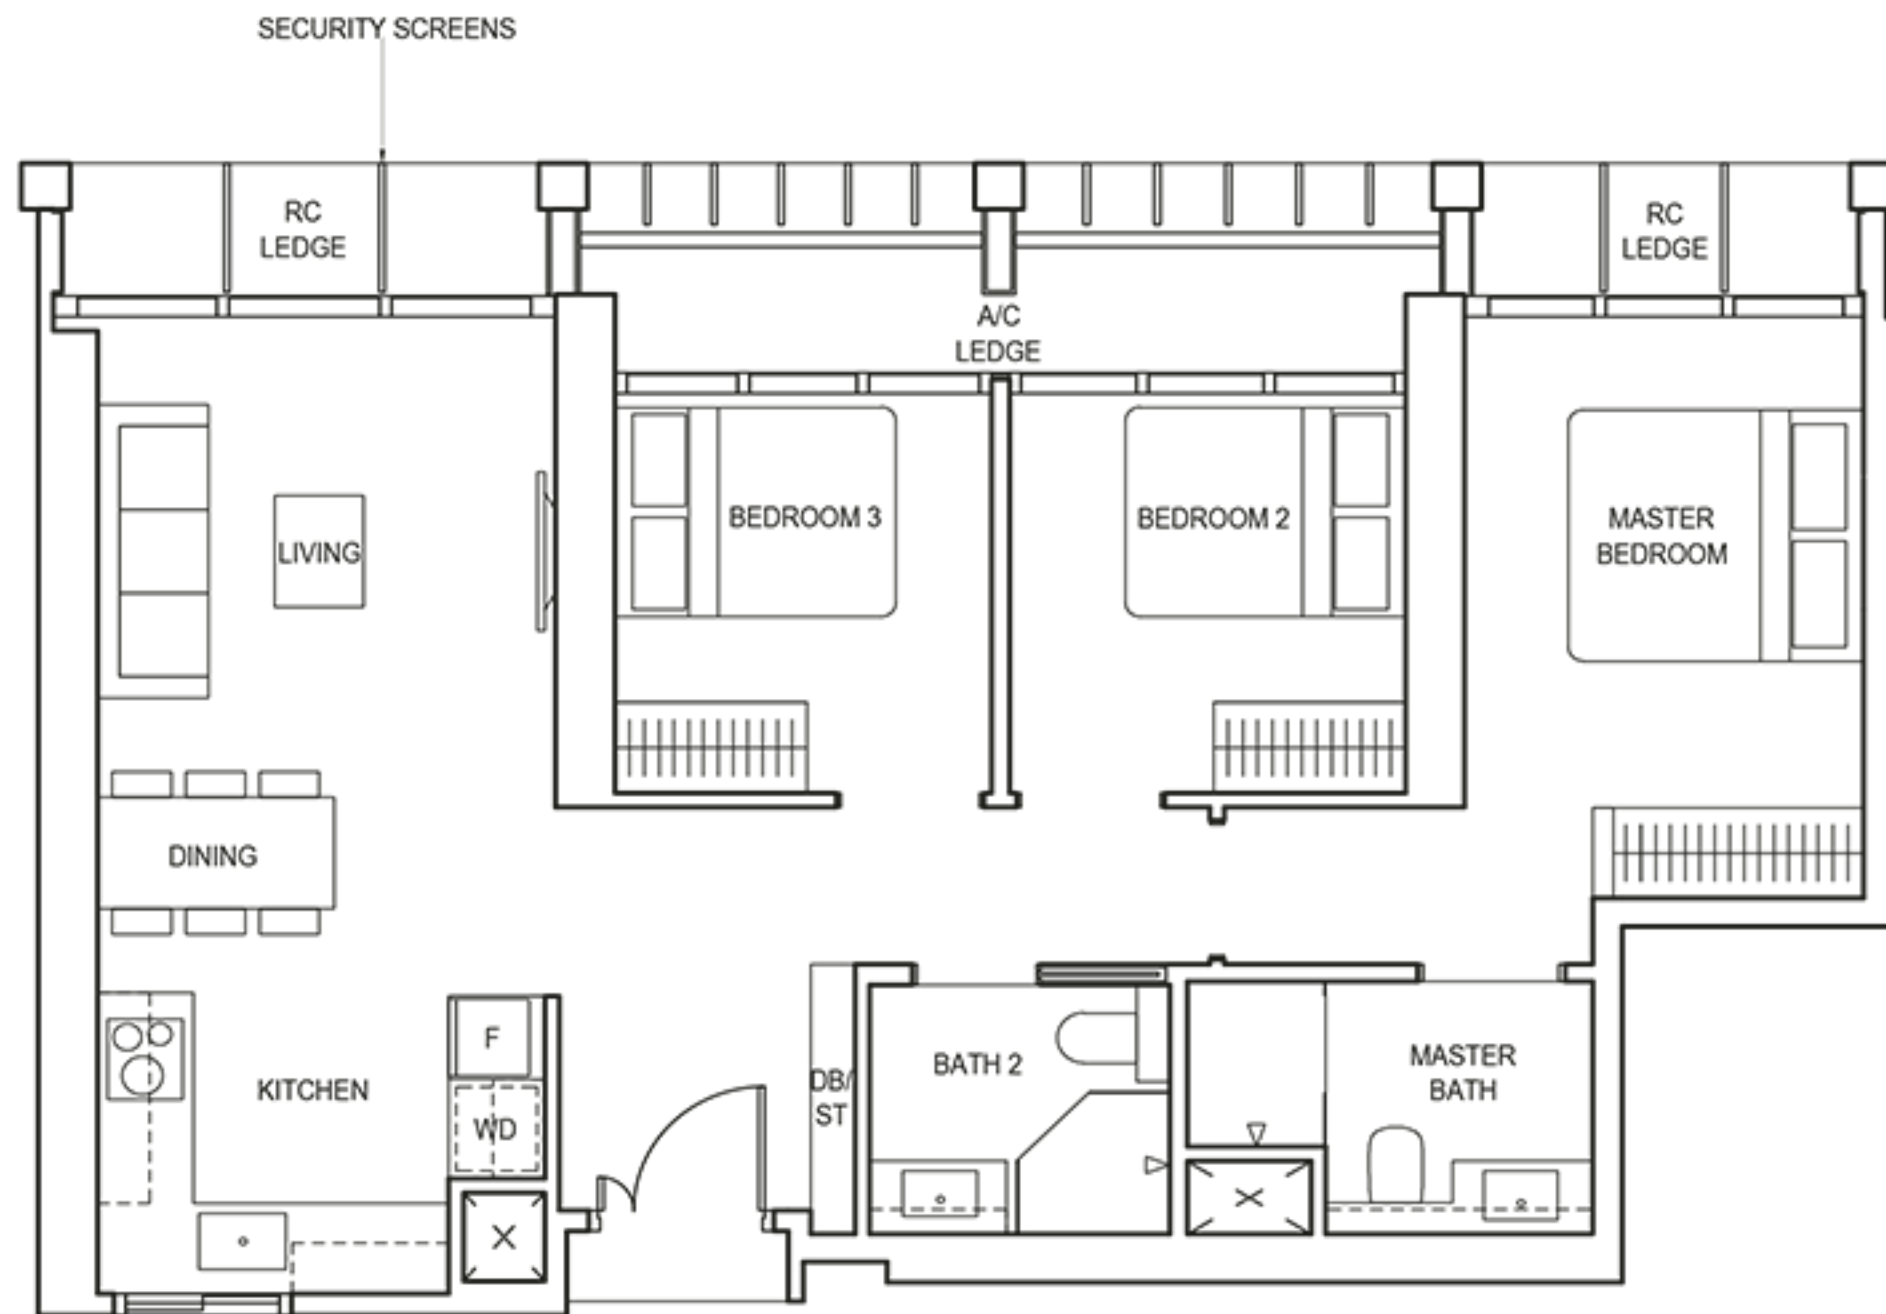 SECURITY SCREENS
RC
LEDGE
RC
LEDGE
A/C
LEDGE
BEDROOM 3
BEDROOM 2
MASTER
BEDROOM
LIVING
DINING
F
KITCHEN
WD
DB/
ST
BATH 2
MASTER
BATH